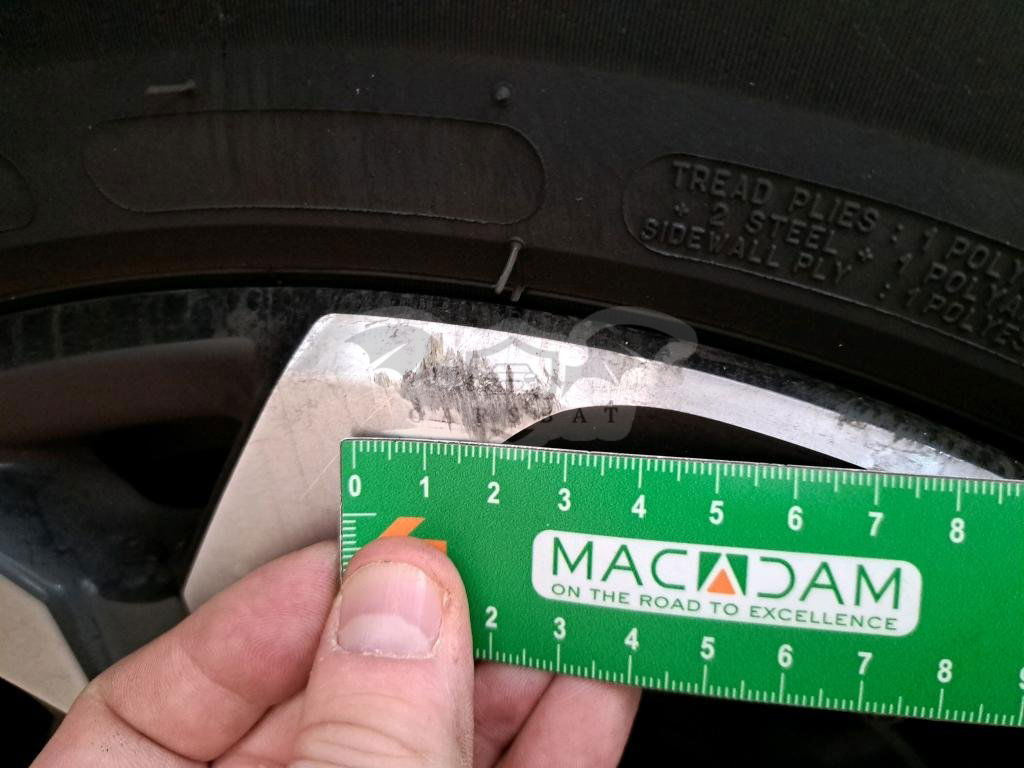 TREAD PLIES : 1 POLY
+ 2 STEEL + 1 POLYA
SIDEWALL PLY : 1 POLYES
0 1 2 3 4 5 6 7 8
MACADAM
ON THE ROAD TO EXCELLENCE
2 3 4 5 6 7 8 9